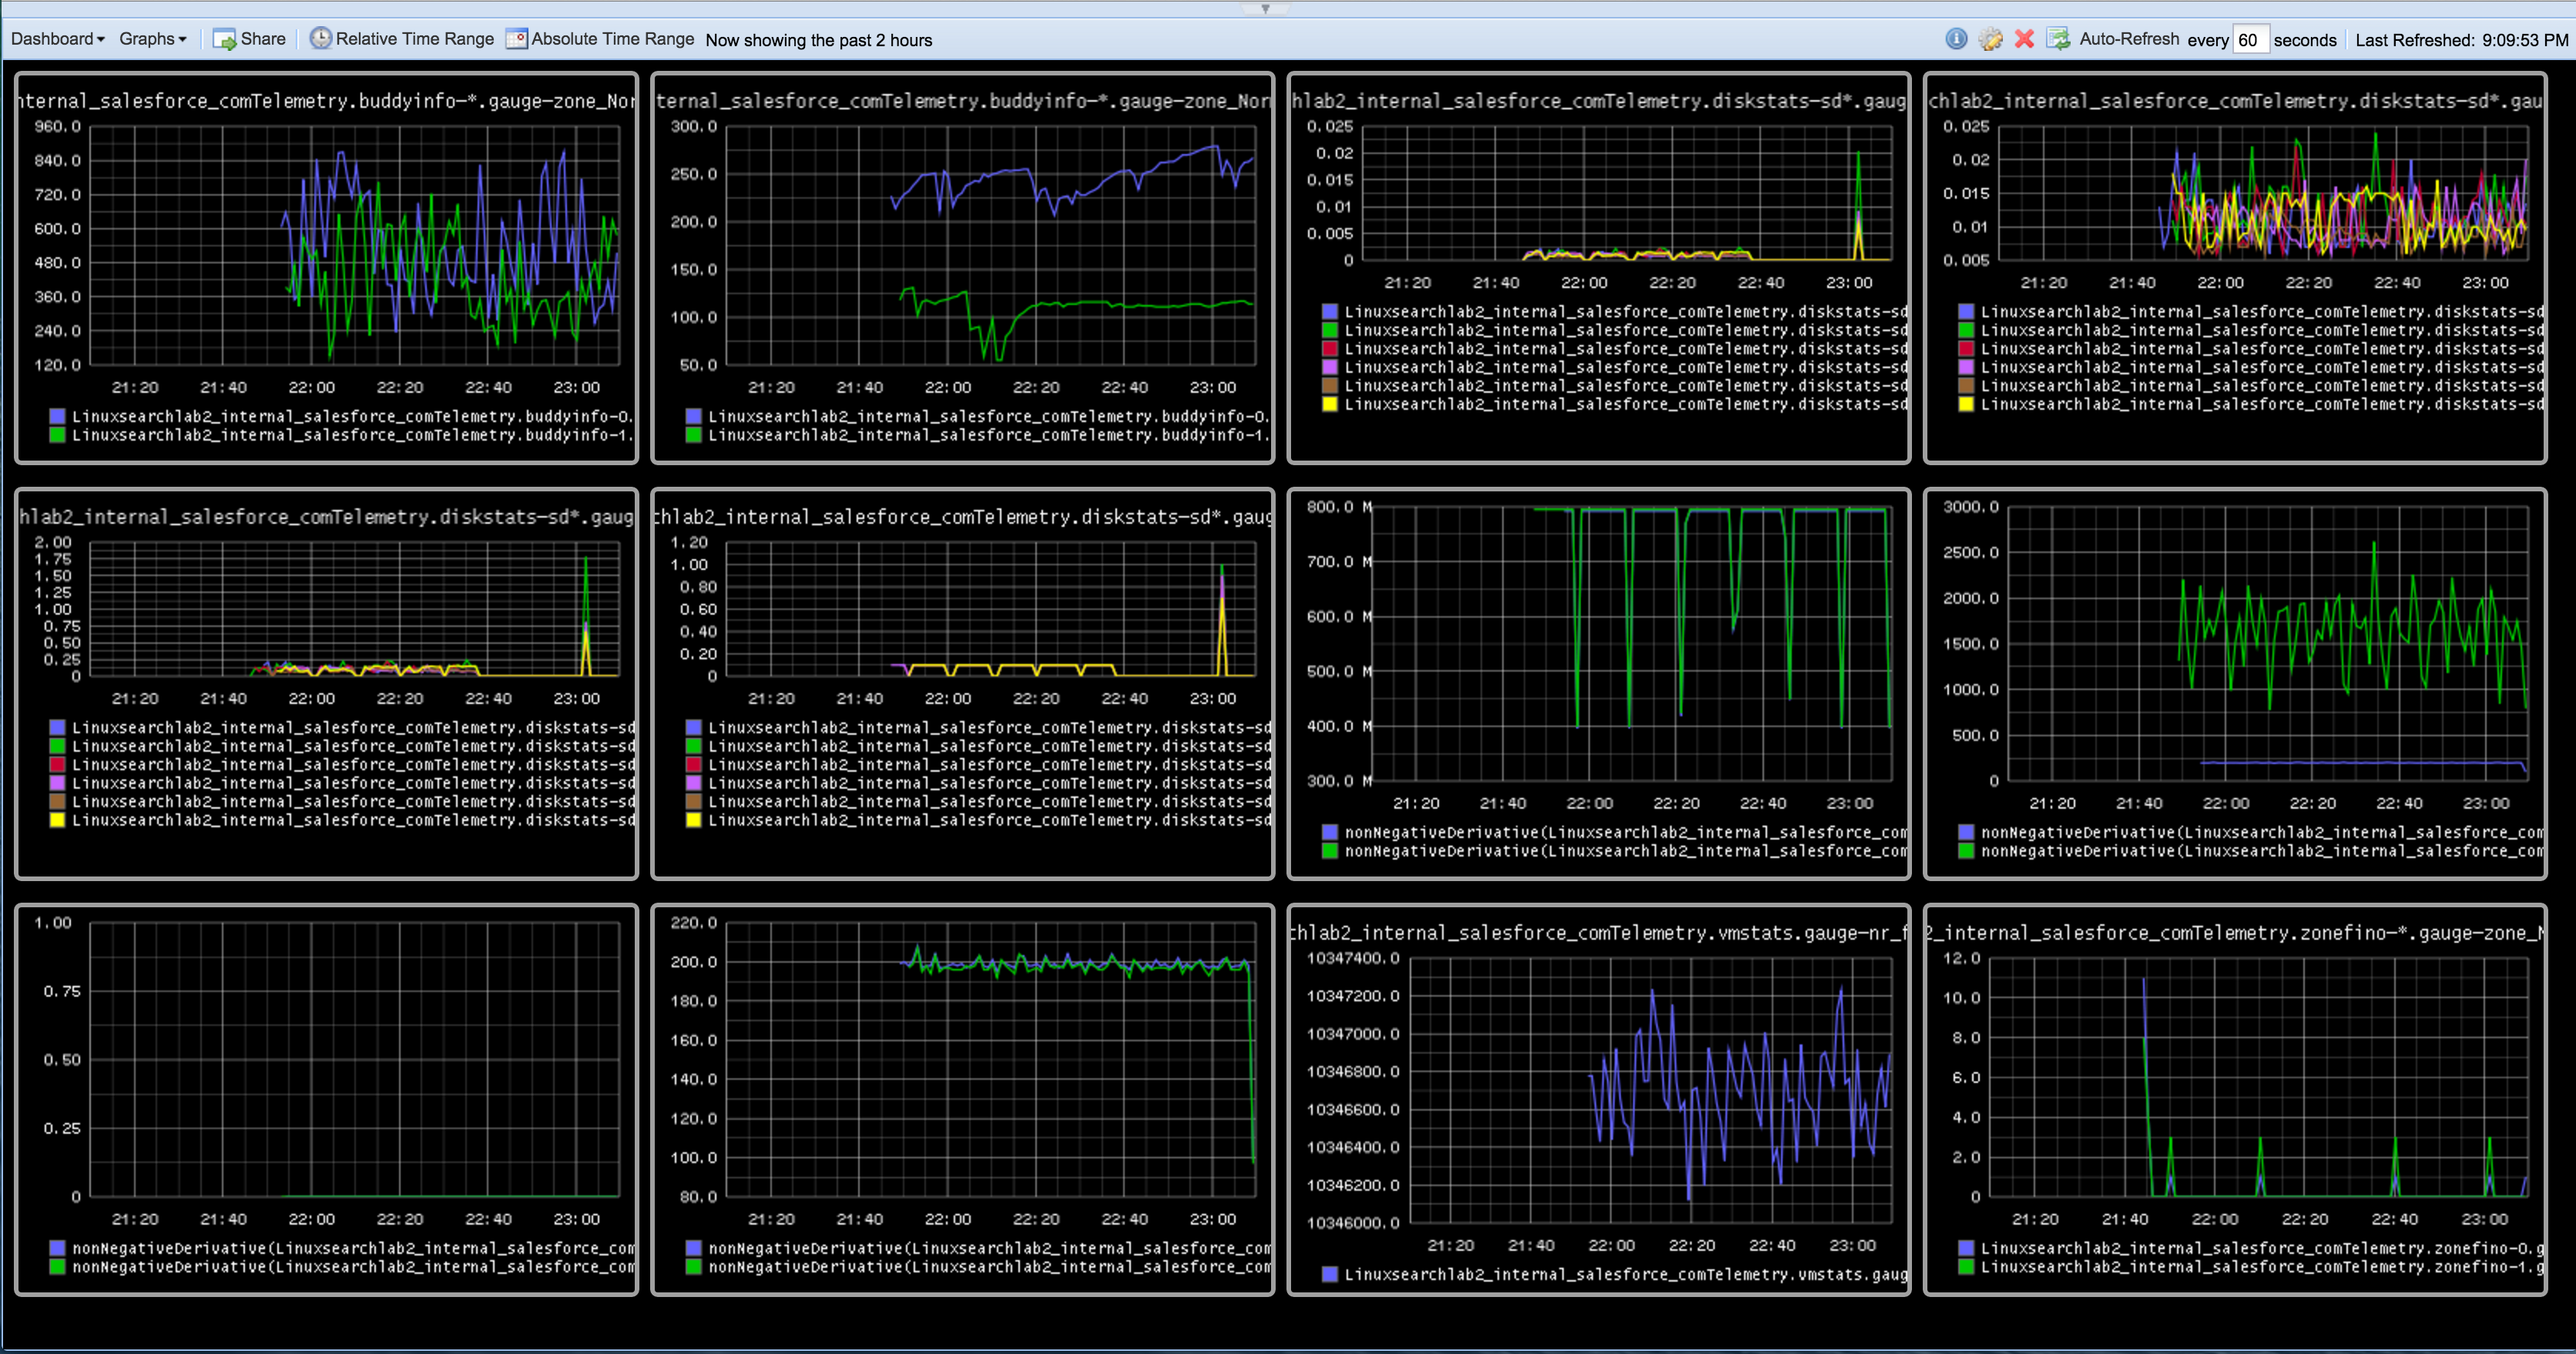 Dashboard Graphs Share Relative Time Range Absolute Time Range Now showing the past 2 hours Auto-Refresh every 60 seconds Last Refreshed: 9:09:53 PM
nternal_salesforce_comTelemetry.buddyinfo-*.gauge-zone_Nor
960.0
840.0
720.0
600.0
480.0
360.0
240.0
120.0
21:20 21:40 22:00 22:20 22:40 23:00
Linuxsearchlab2_internal_salesforce_comTelemetry.buddyinfo-0.
Linuxsearchlab2_internal_salesforce_comTelemetry.buddyinfo-1.
ternal_salesforce_comTelemetry.buddyinfo-*.gauge-zone_Nor
300.0
250.0
200.0
150.0
100.0
50.0
21:20 21:40 22:00 22:20 22:40 23:00
Linuxsearchlab2_internal_salesforce_comTelemetry.buddyinfo-0.
Linuxsearchlab2_internal_salesforce_comTelemetry.buddyinfo-1.
hlab2_internal_salesforce_comTelemetry.diskstats-sd*.gaug
0.025
0.02
0.015
0.01
0.005
0
21:20 21:40 22:00 22:20 22:40 23:00
Linuxsearchlab2_internal_salesforce_comTelemetry.diskstats-sd
Linuxsearchlab2_internal_salesforce_comTelemetry.diskstats-sd
Linuxsearchlab2_internal_salesforce_comTelemetry.diskstats-sd
Linuxsearchlab2_internal_salesforce_comTelemetry.diskstats-sd
Linuxsearchlab2_internal_salesforce_comTelemetry.diskstats-sd
Linuxsearchlab2_internal_salesforce_comTelemetry.diskstats-sd
chlab2_internal_salesforce_comTelemetry.diskstats-sd*.gau
0.025
0.02
0.015
0.01
0.005
21:20 21:40 22:00 22:20 22:40 23:00
Linuxsearchlab2_internal_salesforce_comTelemetry.diskstats-sd
Linuxsearchlab2_internal_salesforce_comTelemetry.diskstats-sd
Linuxsearchlab2_internal_salesforce_comTelemetry.diskstats-sd
Linuxsearchlab2_internal_salesforce_comTelemetry.diskstats-sd
Linuxsearchlab2_internal_salesforce_comTelemetry.diskstats-sd
Linuxsearchlab2_internal_salesforce_comTelemetry.diskstats-sd
hlab2_internal_salesforce_comTelemetry.diskstats-sd*.gaug
2.00
1.75
1.50
1.25
1.00
0.75
0.50
0.25
0
21:20 21:40 22:00 22:20 22:40 23:00
Linuxsearchlab2_internal_salesforce_comTelemetry.diskstats-sd
Linuxsearchlab2_internal_salesforce_comTelemetry.diskstats-sd
Linuxsearchlab2_internal_salesforce_comTelemetry.diskstats-sd
Linuxsearchlab2_internal_salesforce_comTelemetry.diskstats-sd
Linuxsearchlab2_internal_salesforce_comTelemetry.diskstats-sd
Linuxsearchlab2_internal_salesforce_comTelemetry.diskstats-sd
chlab2_internal_salesforce_comTelemetry.diskstats-sd*.gaug
1.20
1.00
0.80
0.60
0.40
0.20
0
21:20 21:40 22:00 22:20 22:40 23:00
Linuxsearchlab2_internal_salesforce_comTelemetry.diskstats-sd
Linuxsearchlab2_internal_salesforce_comTelemetry.diskstats-sd
Linuxsearchlab2_internal_salesforce_comTelemetry.diskstats-sd
Linuxsearchlab2_internal_salesforce_comTelemetry.diskstats-sd
Linuxsearchlab2_internal_salesforce_comTelemetry.diskstats-sd
Linuxsearchlab2_internal_salesforce_comTelemetry.diskstats-sd
800.0 M
700.0 M
600.0 M
500.0 M
400.0 M
300.0 M
21:20 21:40 22:00 22:20 22:40 23:00
nonNegativeDerivative(Linuxsearchlab2_internal_salesforce_com
nonNegativeDerivative(Linuxsearchlab2_internal_salesforce_com
3000.0
2500.0
2000.0
1500.0
1000.0
500.0
0
21:20 21:40 22:00 22:20 22:40 23:00
nonNegativeDerivative(Linuxsearchlab2_internal_salesforce_com
nonNegativeDerivative(Linuxsearchlab2_internal_salesforce_com
1.00
0.75
0.50
0.25
0
21:20 21:40 22:00 22:20 22:40 23:00
nonNegativeDerivative(Linuxsearchlab2_internal_salesforce_com
nonNegativeDerivative(Linuxsearchlab2_internal_salesforce_com
220.0
200.0
180.0
160.0
140.0
120.0
100.0
80.0
21:20 21:40 22:00 22:20 22:40 23:00
nonNegativeDerivative(Linuxsearchlab2_internal_salesforce_com
nonNegativeDerivative(Linuxsearchlab2_internal_salesforce_com
chlab2_internal_salesforce_comTelemetry.vmstats.gauge-nr_f
10347400.0
10347200.0
10347000.0
10346800.0
10346600.0
10346400.0
10346200.0
10346000.0
21:20 21:40 22:00 22:20 22:40 23:00
Linuxsearchlab2_internal_salesforce_comTelemetry.vmstats.gaug
2_internal_salesforce_comTelemetry.zonefino-*.gauge-zone_N
12.0
10.0
8.0
6.0
4.0
2.0
0
21:20 21:40 22:00 22:20 22:40 23:00
Linuxsearchlab2_internal_salesforce_comTelemetry.zonefino-0.g
Linuxsearchlab2_internal_salesforce_comTelemetry.zonefino-1.g